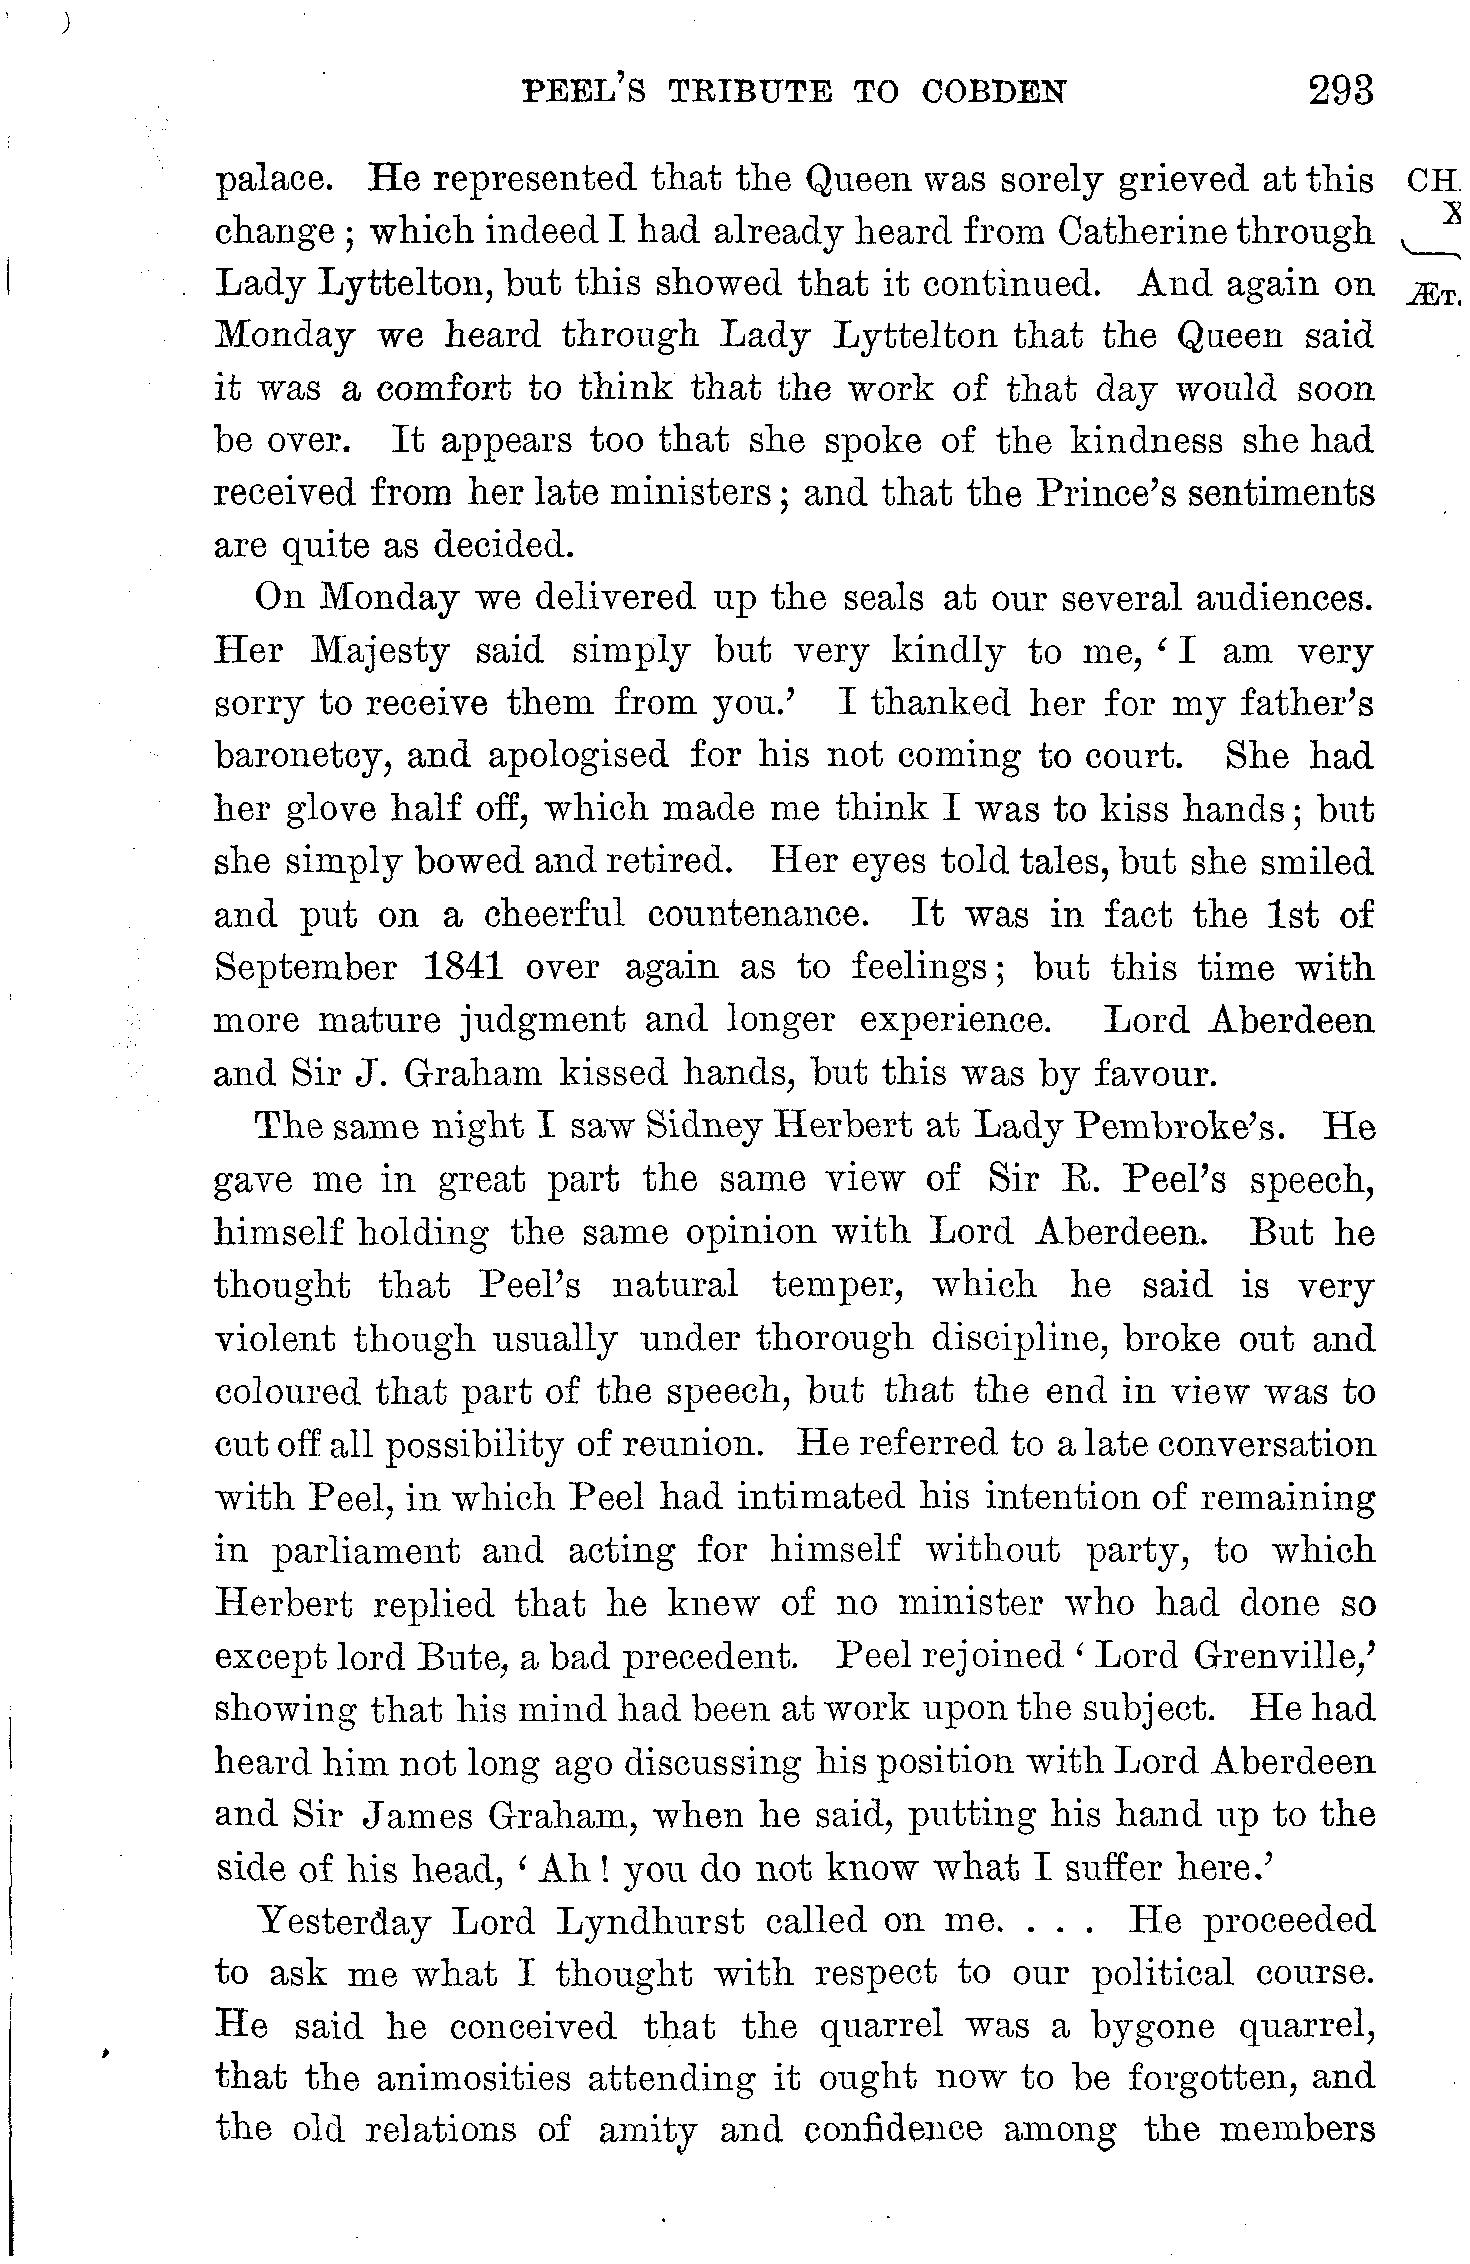 PEEL'S TRIBUTE TO COBDEN 293
palace. He represented that the Queen was sorely grieved at this CH.
change; which indeed I had already heard from Catherine through X
Lady Lyttelton, but this showed that it continued. And again on ÆT.
Monday we heard through Lady Lyttelton that the Queen said
it was a comfort to think that the work of that day would soon
be over. It appears too that she spoke of the kindness she had
received from her late ministers; and that the Prince's sentiments
are quite as decided.
On Monday we delivered up the seals at our several audiences.
Her Majesty said simply but very kindly to me, ‘I am very
sorry to receive them from you.’ I thanked her for my father's
baronetcy, and apologised for his not coming to court. She had
her glove half off, which made me think I was to kiss hands; but
she simply bowed and retired. Her eyes told tales, but she smiled
and put on a cheerful countenance. It was in fact the 1st of
September 1841 over again as to feelings; but this time with
more mature judgment and longer experience. Lord Aberdeen
and Sir J. Graham kissed hands, but this was by favour.
The same night I saw Sidney Herbert at Lady Pembroke's. He
gave me in great part the same view of Sir R. Peel's speech,
himself holding the same opinion with Lord Aberdeen. But he
thought that Peel's natural temper, which he said is very
violent though usually under thorough discipline, broke out and
coloured that part of the speech, but that the end in view was to
cut off all possibility of reunion. He referred to a late conversation
with Peel, in which Peel had intimated his intention of remaining
in parliament and acting for himself without party, to which
Herbert replied that he knew of no minister who had done so
except lord Bute, a bad precedent. Peel rejoined ‘Lord Grenville,’
showing that his mind had been at work upon the subject. He had
heard him not long ago discussing his position with Lord Aberdeen
and Sir James Graham, when he said, putting his hand up to the
side of his head, ‘Ah! you do not know what I suffer here.’
Yesterday Lord Lyndhurst called on me. . . . He proceeded
to ask me what I thought with respect to our political course.
He said he conceived that the quarrel was a bygone quarrel,
that the animosities attending it ought now to be forgotten, and
the old relations of amity and confidence among the members